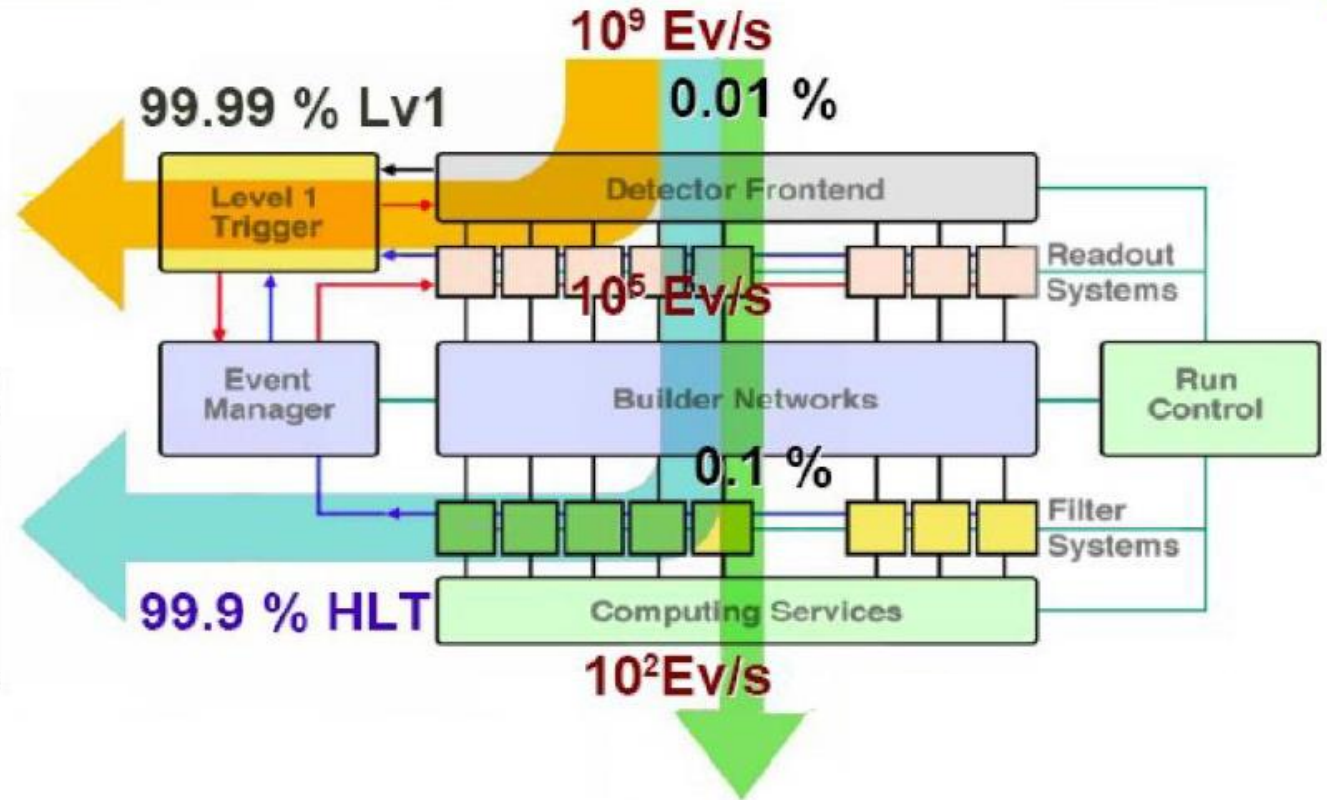 10⁹ Ev/s
99.99 % Lv1
0.01 %
Level 1
Trigger
Detector Frontend
Readout
Systems
10⁵ Ev/s
Event
Manager
Builder Networks
Run
Control
0.1 %
Filter
Systems
99.9 % HLT
Computing Services
10²Ev/s